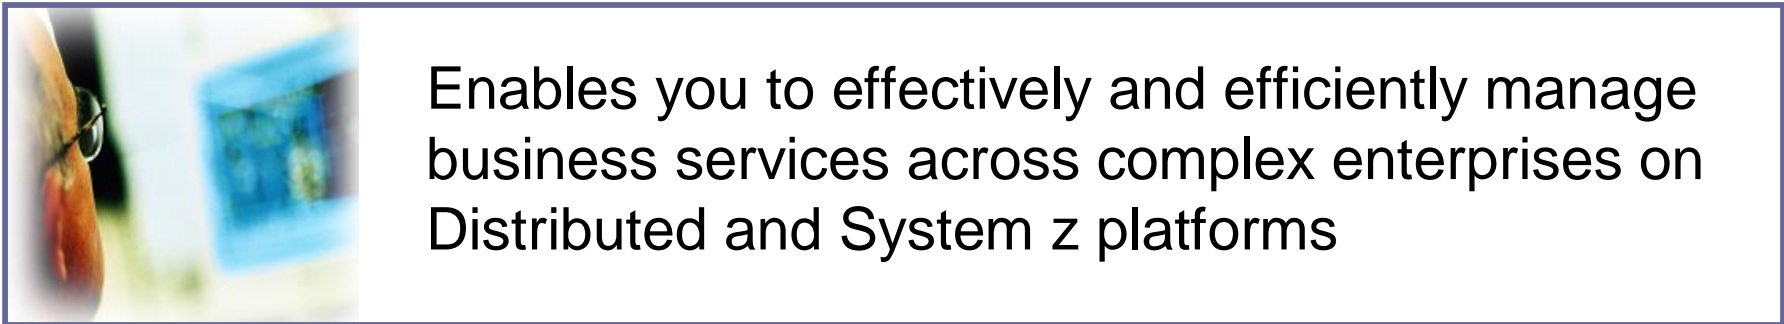 Enables you to effectively and efficiently manage
business services across complex enterprises on
Distributed and System z platforms